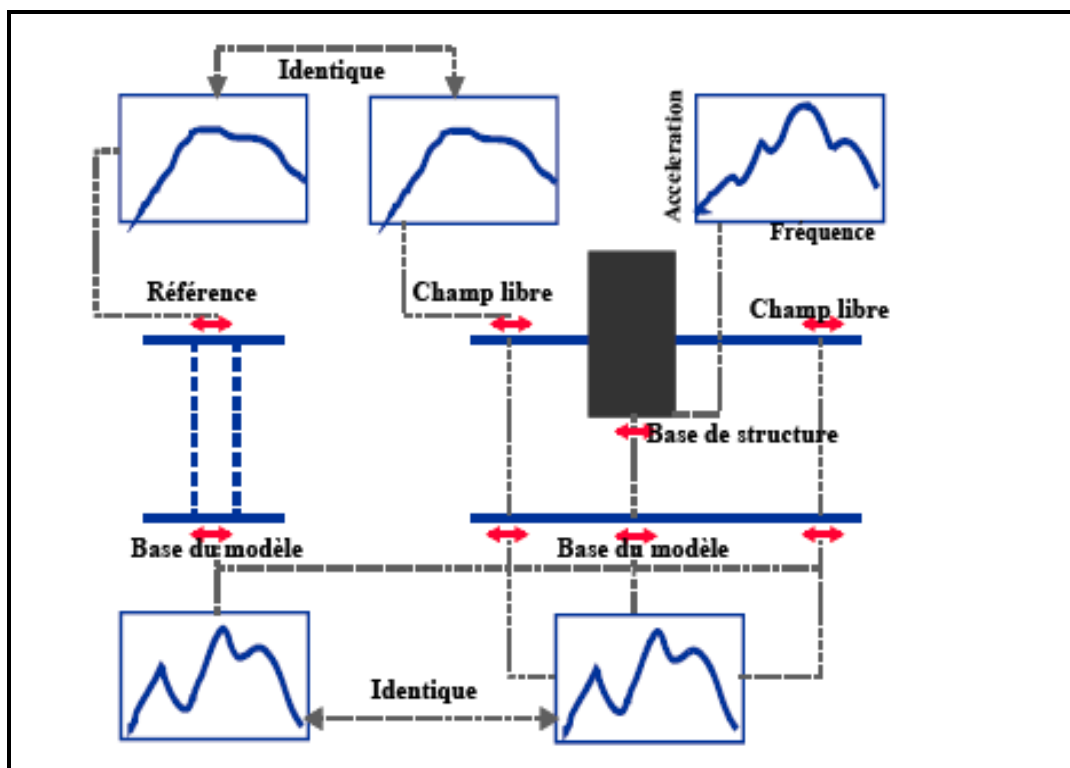 Identique
Acceleration
Fréquence
Référence
Champ libre
Champ libre
Base de structure
Base du modèle
Base du modèle
Identique